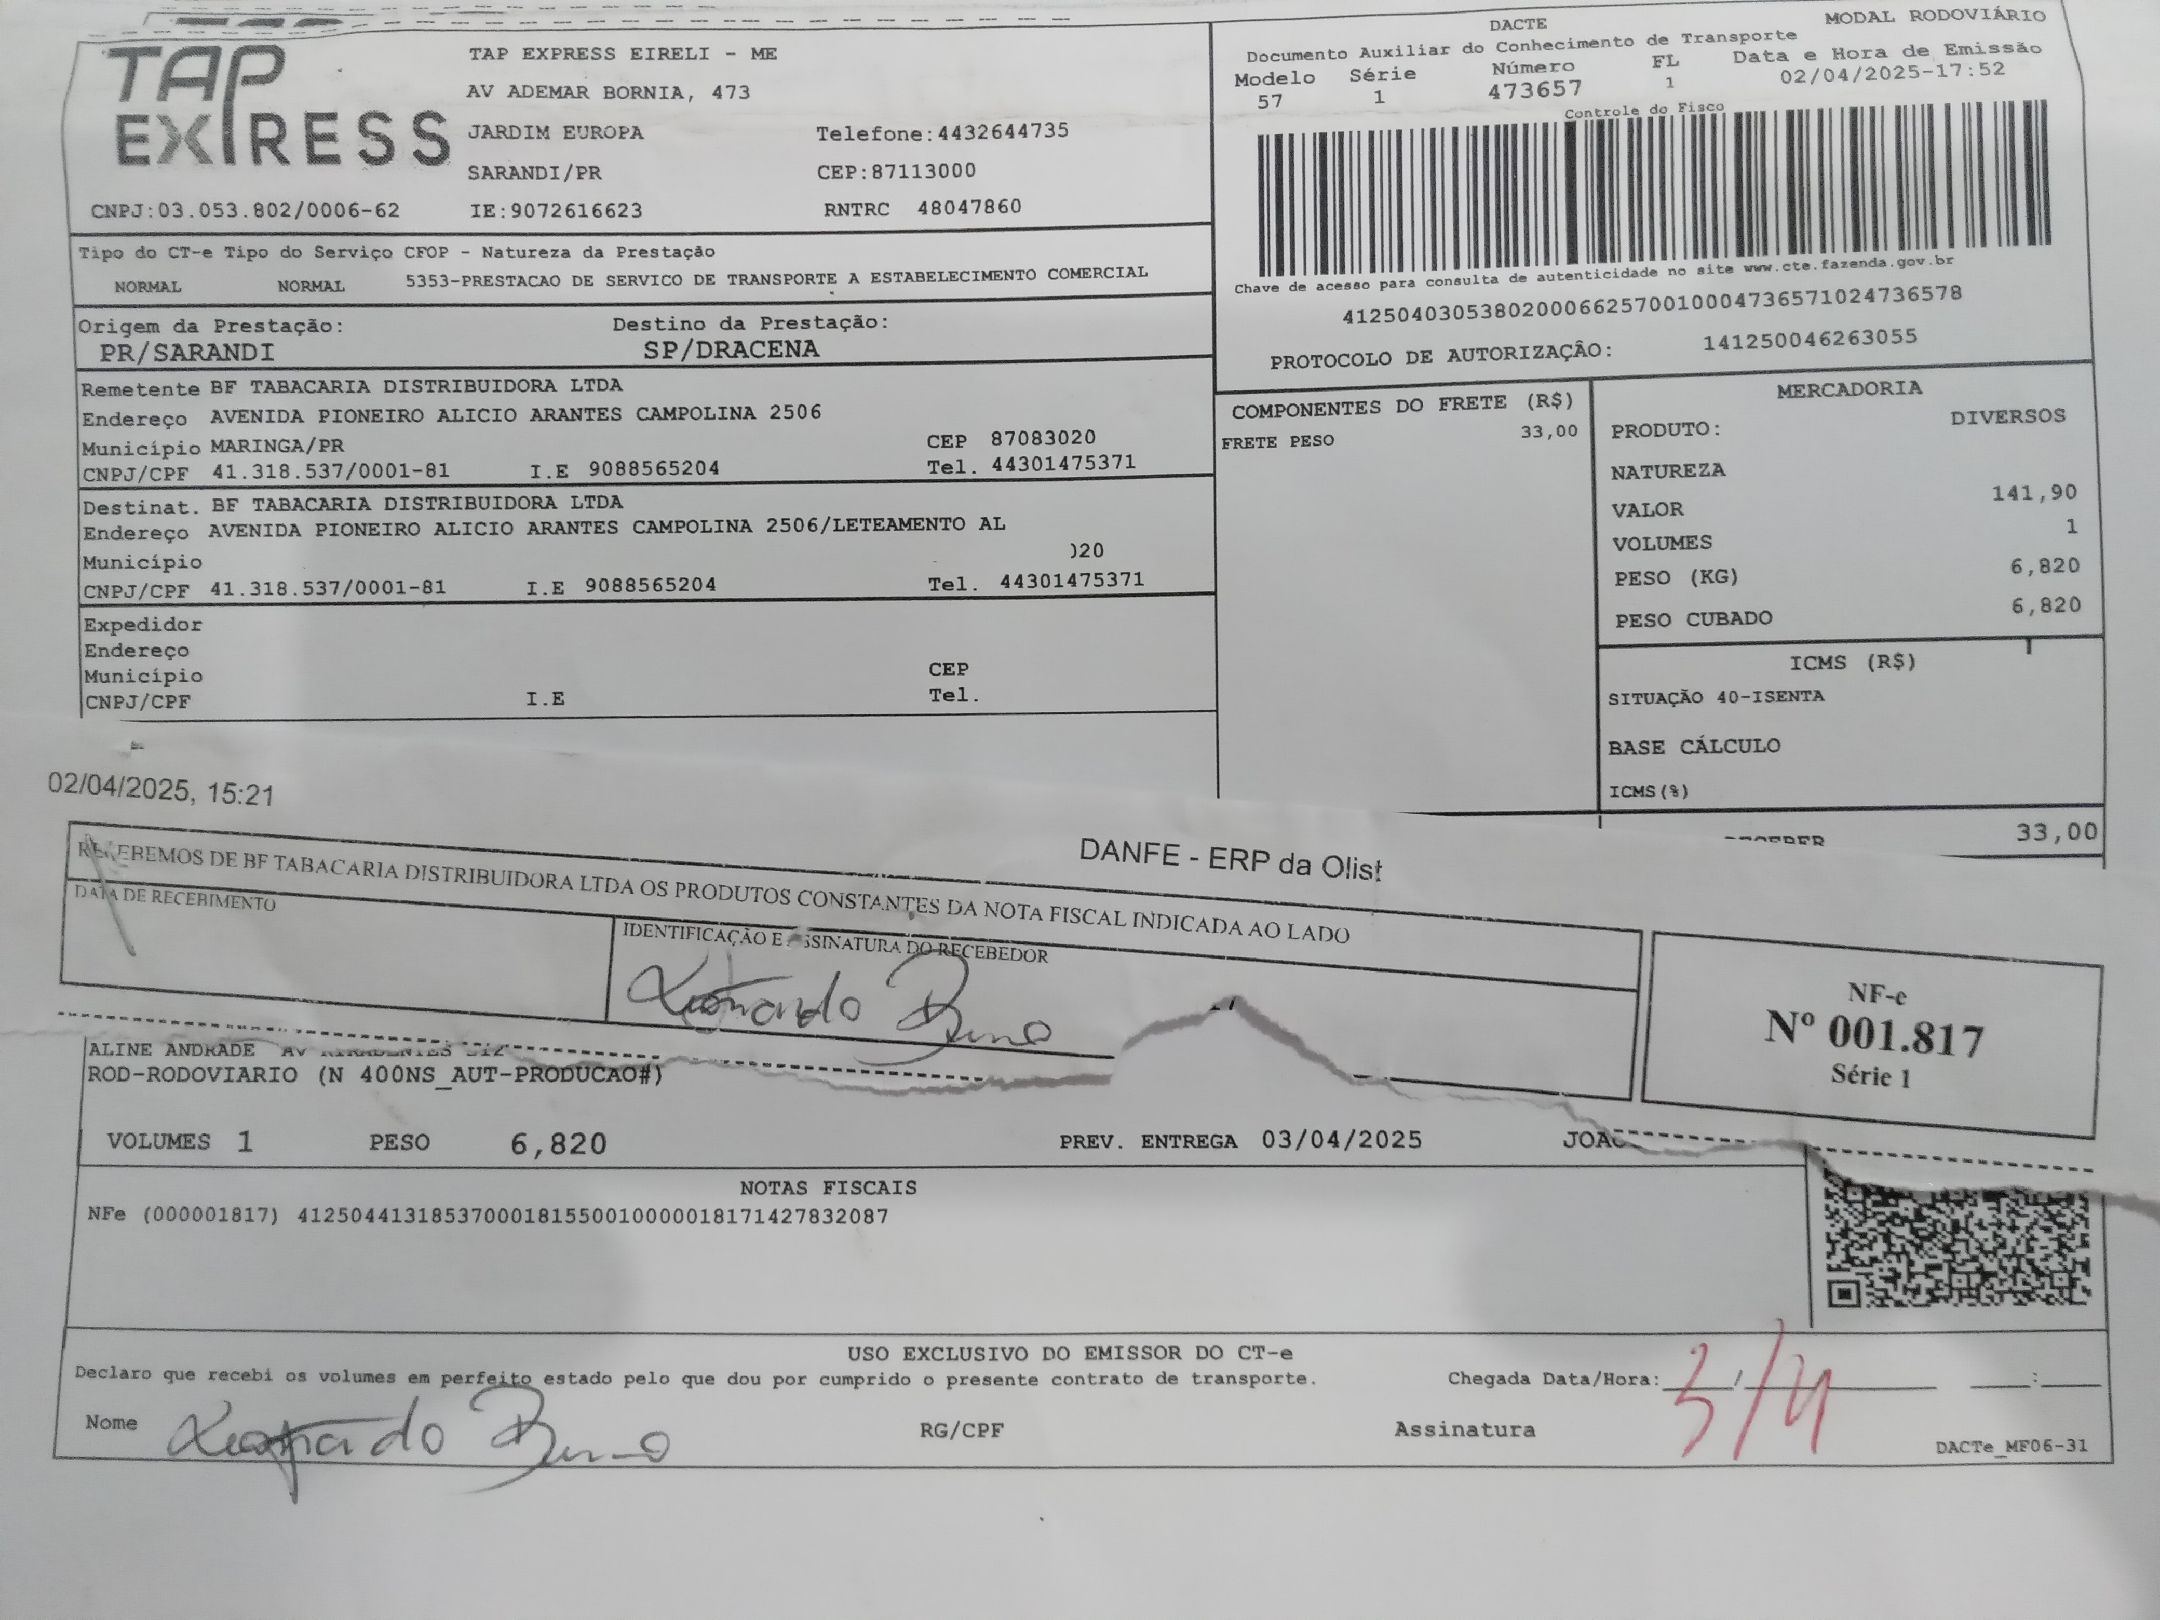 TAP
EXPRESS
TAP EXPRESS EIRELI - ME
AV ADEMAR BORNIA, 473
JARDIM EUROPA
Telefone:4432644735
SARANDI/PR
CEP:87113000
CNPJ:03.053.802/0006-62
IE:9072616623
RNTRC 48047860
DACTE
MODAL RODOVIÁRIO
Documento Auxiliar do Conhecimento de Transporte
Modelo Série Número FL Data e Hora de Emissão
57 1 473657 1 02/04/2025-17:52
Controle do Fisco
Chave de acesso para consulta de autenticidade no site www.cte.fazenda.gov.br
41250403053802000662570010004736571024736578
PROTOCOLO DE AUTORIZAÇÃO: 141250046263055
Tipo do CT-e Tipo do Serviço CFOP - Natureza da Prestação
NORMAL NORMAL 5353-PRESTACAO DE SERVICO DE TRANSPORTE A ESTABELECIMENTO COMERCIAL
Origem da Prestação: Destino da Prestação:
PR/SARANDI SP/DRACENA
Remetente BF TABACARIA DISTRIBUIDORA LTDA
Endereço AVENIDA PIONEIRO ALICIO ARANTES CAMPOLINA 2506
Município MARINGA/PR CEP 87083020
CNPJ/CPF 41.318.537/0001-81 I.E 9088565204 Tel. 44301475371
Destinat. BF TABACARIA DISTRIBUIDORA LTDA
Endereço AVENIDA PIONEIRO ALICIO ARANTES CAMPOLINA 2506/LETEAMENTO AL
Município 020
CNPJ/CPF 41.318.537/0001-81 I.E 9088565204 Tel. 44301475371
Expedidor
Endereço
Município CEP
CNPJ/CPF I.E Tel.
COMPONENTES DO FRETE (R$)
FRETE PESO 33,00
MERCADORIA
PRODUTO: DIVERSOS
NATUREZA
VALOR 141,90
VOLUMES 1
PESO (KG) 6,820
PESO CUBADO 6,820
ICMS (R$)
SITUAÇÃO 40-ISENTA
BASE CÁLCULO
ICMS(%)
33,00
02/04/2025, 15:21
DANFE - ERP da Olist
RECEBEMOS DE BF TABACARIA DISTRIBUIDORA LTDA OS PRODUTOS CONSTANTES DA NOTA FISCAL INDICADA AO LADO
DATA DE RECEBIMENTO
IDENTIFICAÇÃO E ASSINATURA DO RECEBEDOR
Leonardo Bruno
NF-e
Nº 001.817
Série 1
ALINE ANDRADE AV
ROD-RODOVIARIO (N 400NS_AUT-PRODUCAO#)
VOLUMES 1 PESO 6,820 PREV. ENTREGA 03/04/2025
NOTAS FISCAIS
NFe (000001817) 41250441318537000181550010000018171427832087
USO EXCLUSIVO DO EMISSOR DO CT-e
Declaro que recebi os volumes em perfeito estado pelo que dou por cumprido o presente contrato de transporte.
Chegada Data/Hora: 3/4
Nome Leonardo Bruno RG/CPF Assinatura
DACTe_MF06-31